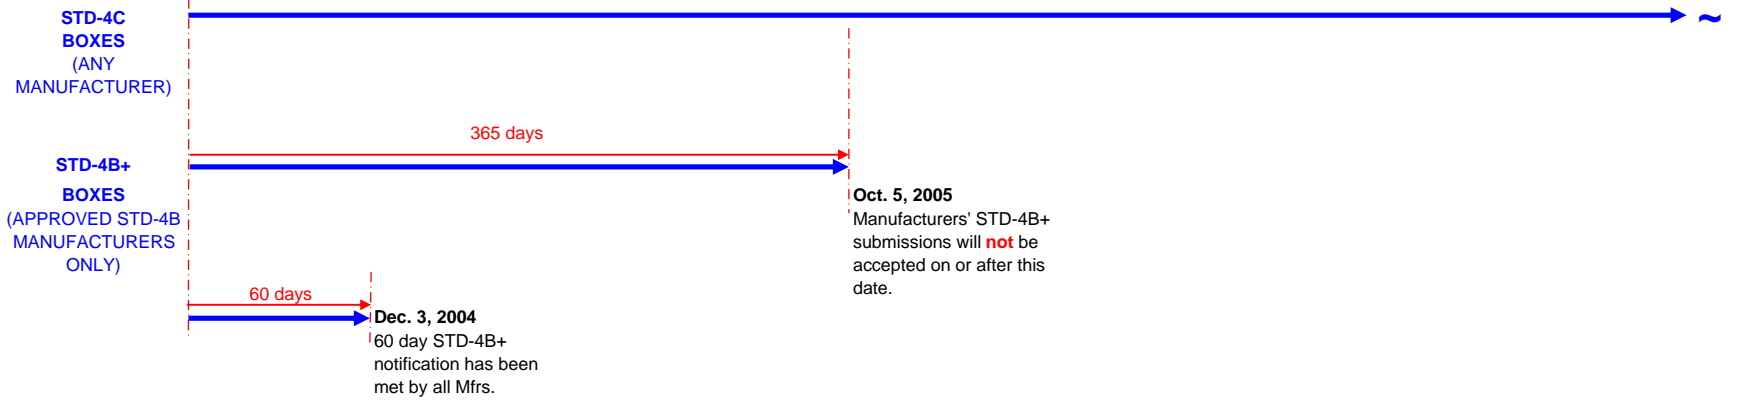 STD-4C
BOXES
(ANY
MANUFACTURER)
~
365 days
STD-4B+
BOXES
(APPROVED STD-4B
MANUFACTURERS
ONLY)
Oct. 5, 2005
Manufacturers' STD-4B+
submissions will not be
accepted on or after this
date.
60 days
Dec. 3, 2004
60 day STD-4B+
notification has been
met by all Mfrs.